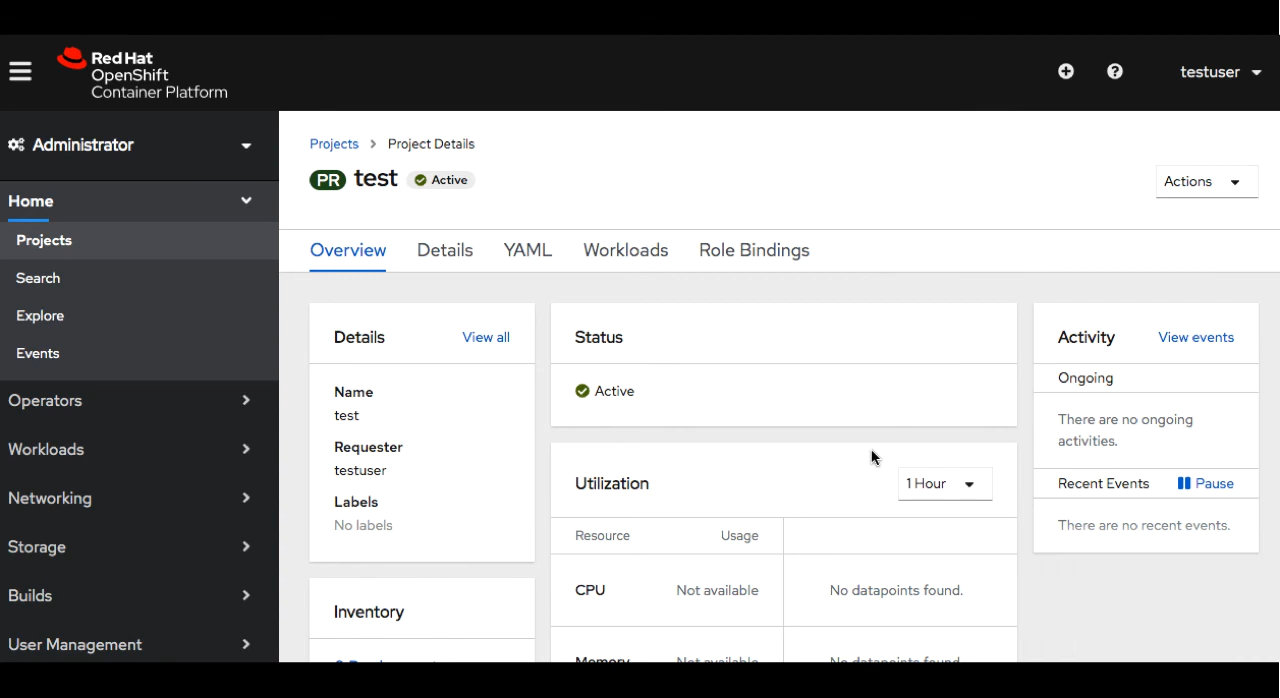 Red Hat
OpenShift
Container Platform
testuser
Administrator
Home
Projects
Search
Explore
Events
Operators
Workloads
Networking
Storage
Builds
User Management
Projects > Project Details
PR test Active
Actions
Overview Details YAML Workloads Role Bindings
Details View all
Name
test
Requester
testuser
Labels
No labels
Inventory
Status
Active
Utilization 1 Hour
Resource Usage
CPU Not available No datapoints found.
Memory Not available No datapoints found.
Activity View events
Ongoing
There are no ongoing
activities.
Recent Events Pause
There are no recent events.